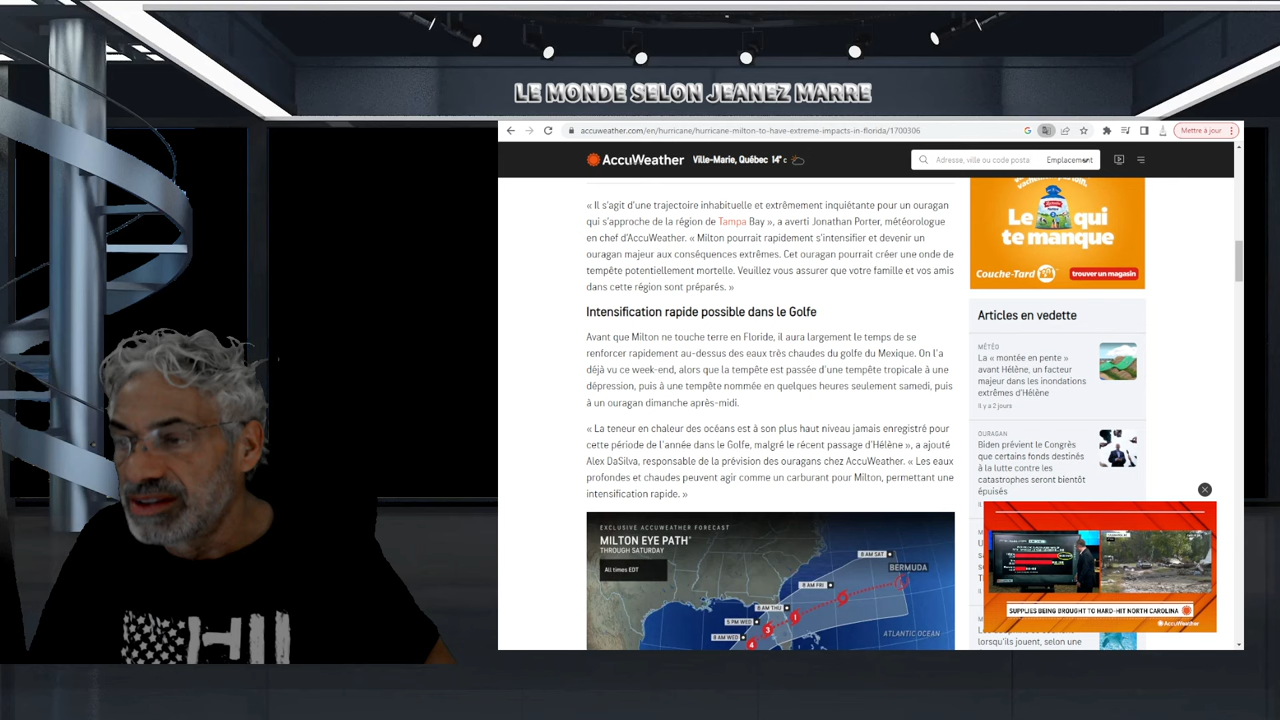 LE MONDE SELON JEANEZ MARRE
accuweather.com/en/hurricane/hurricane-milton-to-have-extreme-impacts-in-florida/1700306
Mettre à jour
AccuWeather
Ville-Marie, Québec 14° c
Adresse, ville ou code posta
Emplacement
« Il s'agit d'une trajectoire inhabituelle et extrêmement inquiétante pour un ouragan
qui s'approche de la région de Tampa Bay », a averti Jonathan Porter, météorologue
en chef d'AccuWeather. « Milton pourrait rapidement s'intensifier et devenir un
ouragan majeur aux conséquences extrêmes. Cet ouragan pourrait créer une onde de
tempête potentiellement mortelle. Veuillez vous assurer que votre famille et vos amis
dans cette région sont préparés. »
Intensification rapide possible dans le Golfe
Avant que Milton ne touche terre en Floride, il aura largement le temps de se
renforcer rapidement au-dessus des eaux très chaudes du golfe du Mexique. On l'a
déjà vu ce week-end, alors que la tempête est passée d'une tempête tropicale à une
dépression, puis à une tempête nommée en quelques heures seulement samedi, puis
à un ouragan dimanche après-midi.
« La teneur en chaleur des océans est à son plus haut niveau jamais enregistré pour
cette période de l'année dans le Golfe, malgré le récent passage d'Hélène », a ajouté
Alex DaSilva, responsable de la prévision des ouragans chez AccuWeather. « Les eaux
profondes et chaudes peuvent agir comme un carburant pour Milton, permettant une
intensification rapide. »
EXCLUSIVE ACCUWEATHER FORECAST
MILTON EYE PATH
THROUGH SATURDAY
All times EDT
8 AM SAT
BERMUDA
8 AM FRI
8 AM THU
1
5 PM WED
3
8 AM WED
4
ATLANTIC OCEAN
Le qui
te manque
Couche-Tard
trouver un magasin
Articles en vedette
MÉTÉO
La « montée en pente »
avant Hélène, un facteur
majeur dans les inondations
extrêmes d'Hélène
Il y a 2 jours
OURAGAN
Biden prévient le Congrès
que certains fonds destinés
à la lutte contre les
catastrophes seront bientôt
épuisés
SUPPLIES BEING BROUGHT TO HARD-HIT NORTH CAROLINA
AccuWeather
lorsqu'ils jouent, selon une